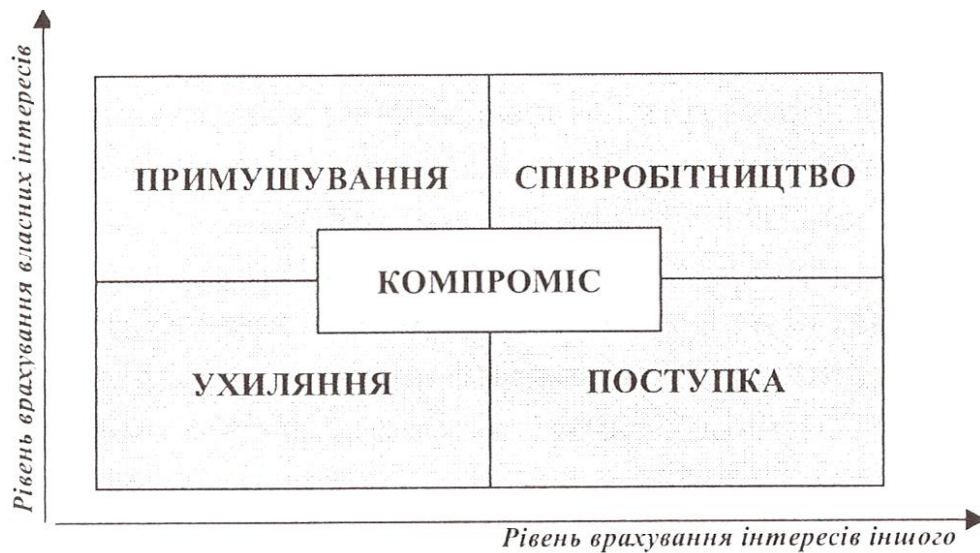 Рівень врахування власних інтересів
ПРИМУШУВАННЯ
СПІВРОБІТНИЦТВО
КОМПРОМІС
УХИЛЯННЯ
ПОСТУПКА
Рівень врахування інтересів іншого